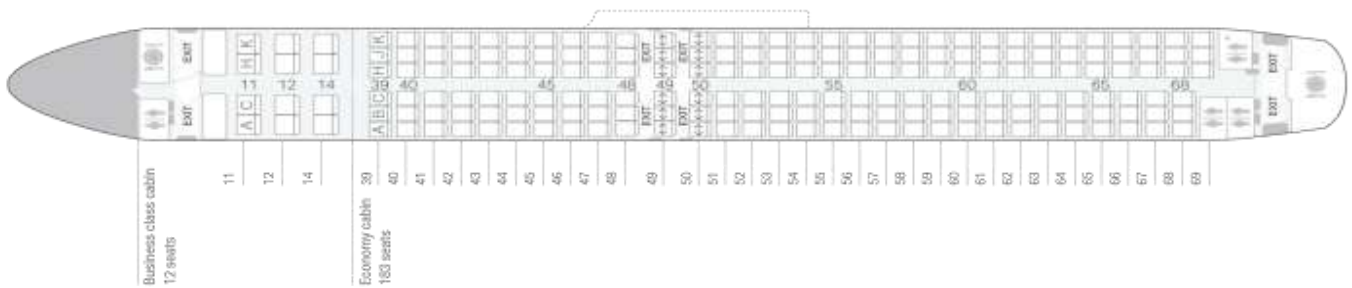 EXIT
EXIT
EXIT
EXIT
K
H
11
12
14
A
C
K
J
H
39
40
45
48
49
50
55
60
65
68
A
B
C
EXIT
EXIT
EXIT
EXIT
11
12
14
39
40
41
42
43
44
45
46
47
48
49
50
51
52
53
54
55
56
57
58
59
60
61
62
63
64
65
66
67
68
69
Business class cabin
12 seats
Economy cabin
183 seats